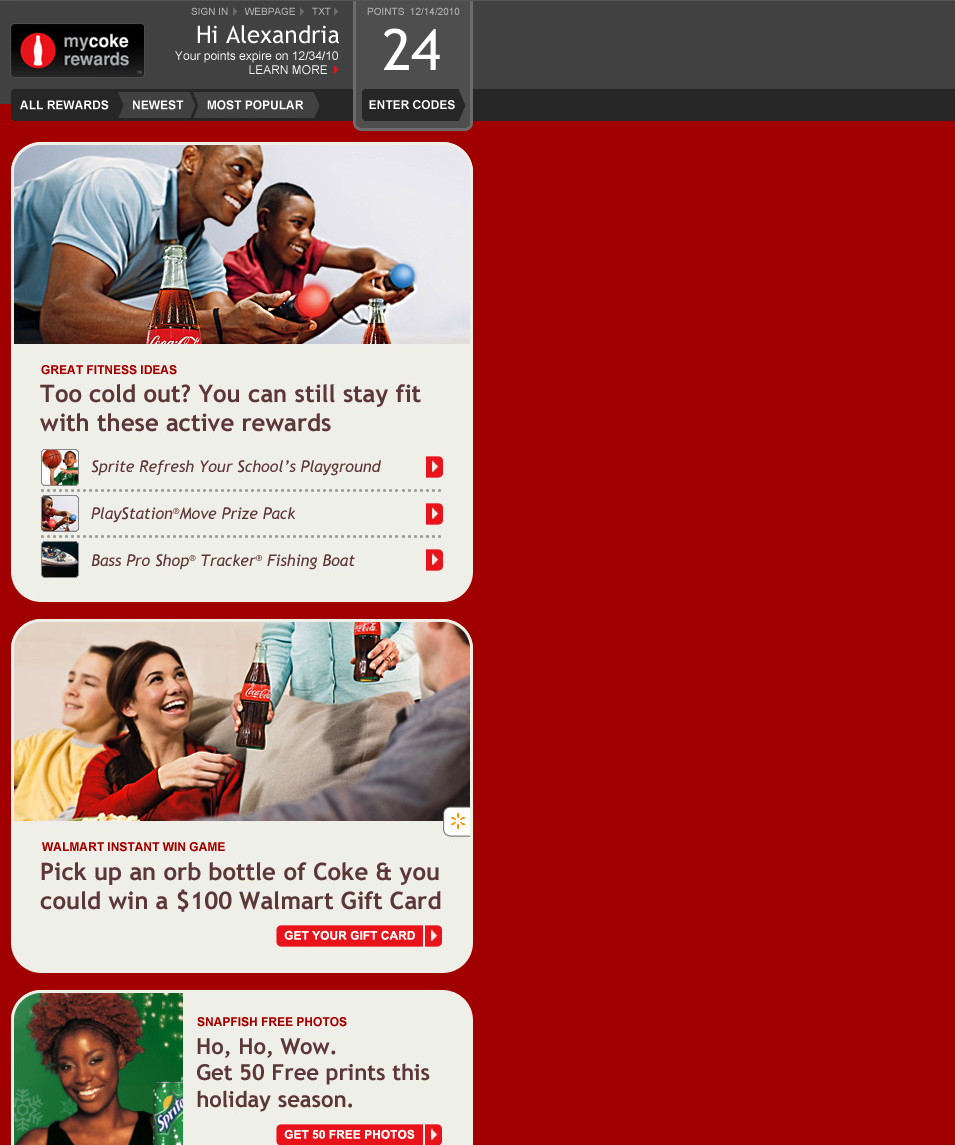 SIGN IN WEBPAGE TXT
POINTS 12/14/2010
mycoke
rewards
Hi Alexandria
Your points expire on 12/34/10
LEARN MORE
24
ALL REWARDS NEWEST MOST POPULAR ENTER CODES
Coca-Cola
GREAT FITNESS IDEAS
Too cold out? You can still stay fit
with these active rewards
Sprite Refresh Your School’s Playground
PlayStation®Move Prize Pack
Bass Pro Shop® Tracker® Fishing Boat
Coca-Cola
WALMART INSTANT WIN GAME
Pick up an orb bottle of Coke & you
could win a $100 Walmart Gift Card
GET YOUR GIFT CARD
SNAPFISH FREE PHOTOS
Ho, Ho, Wow.
Get 50 Free prints this
holiday season.
Sprite
GET 50 FREE PHOTOS